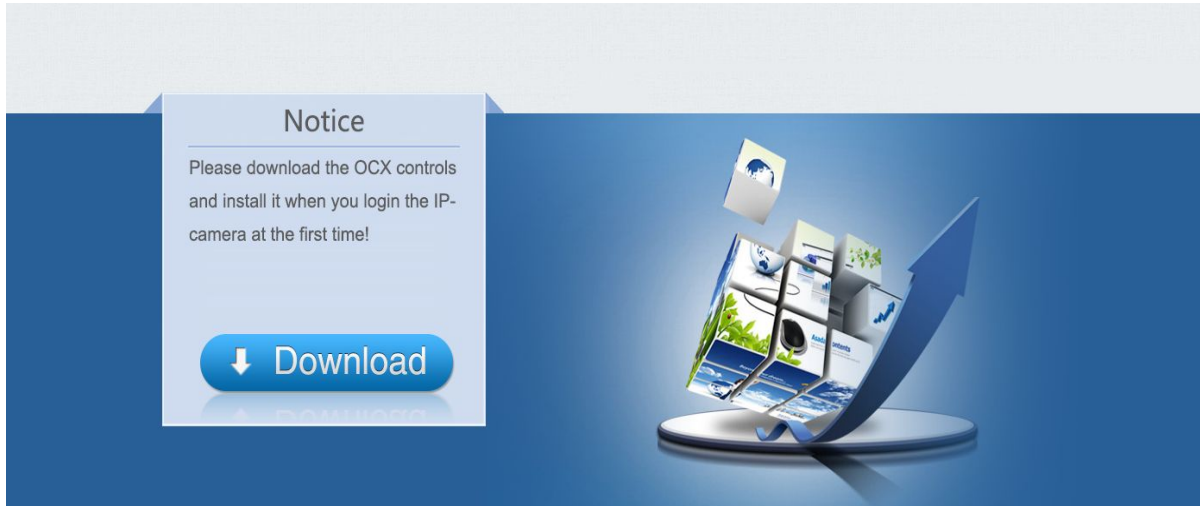 Notice
Please download the OCX controls
and install it when you login the IP-
camera at the first time!
Download